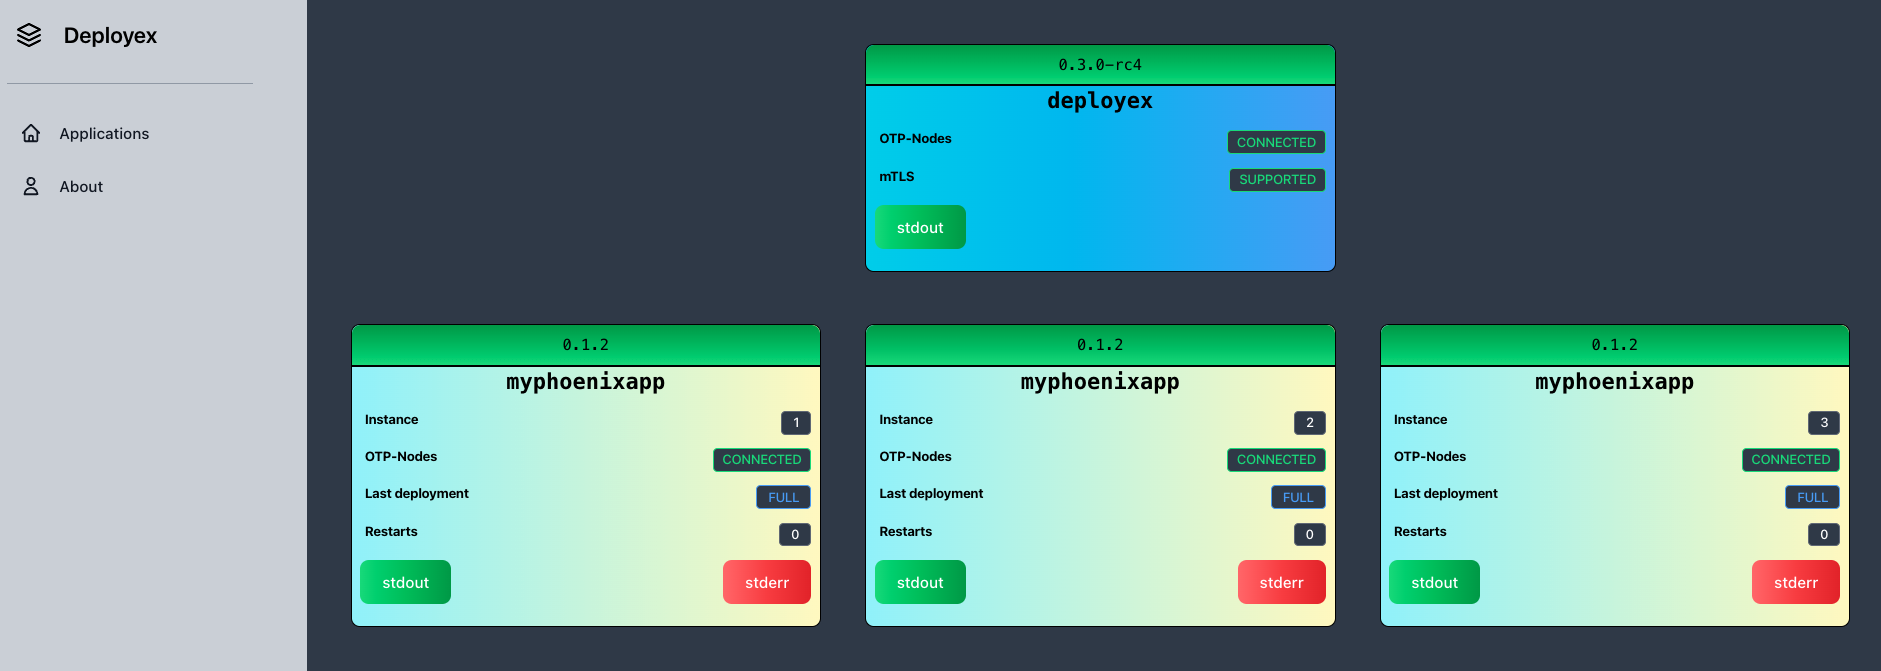 Deployex
Applications
About
0.3.0-rc4
deployex
OTP-Nodes CONNECTED
mTLS SUPPORTED
stdout
0.1.2
myphoenixapp
Instance 1
OTP-Nodes CONNECTED
Last deployment FULL
Restarts 0
stdout stderr
0.1.2
myphoenixapp
Instance 2
OTP-Nodes CONNECTED
Last deployment FULL
Restarts 0
stdout stderr
0.1.2
myphoenixapp
Instance 3
OTP-Nodes CONNECTED
Last deployment FULL
Restarts 0
stdout stderr